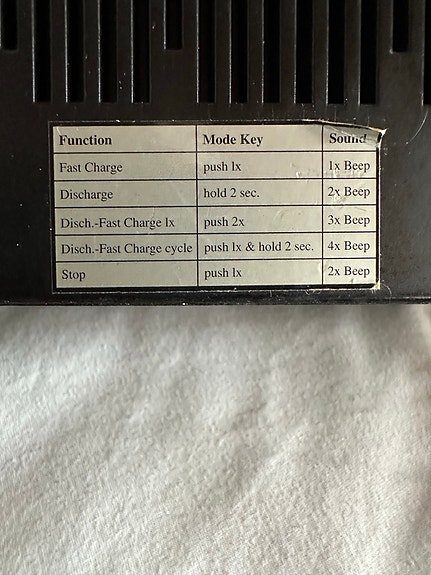 Function Mode Key Sound
Fast Charge push lx 1x Beep
Discharge hold 2 sec. 2x Beep
Disch.-Fast Charge lx push 2x 3x Beep
Disch.-Fast Charge cycle push lx & hold 2 sec. 4x Beep
Stop push lx 2x Beep